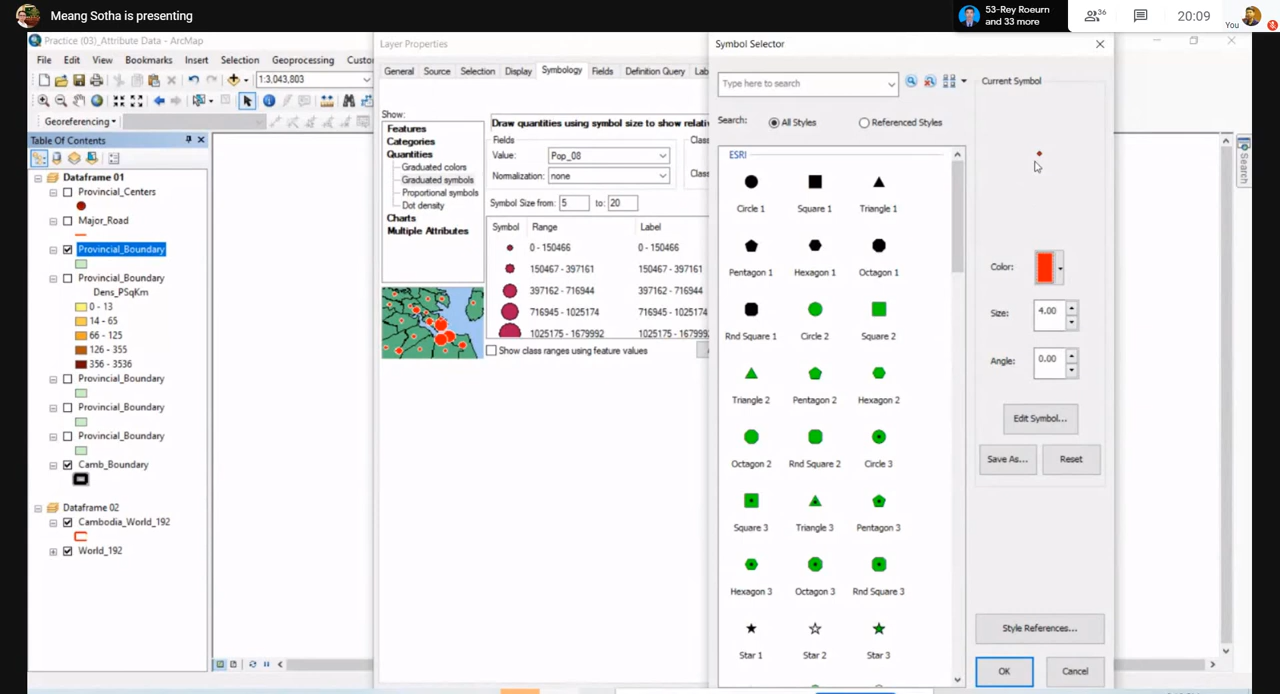 Meang Sotha is presenting
53-Rey Roeurn
and 33 more
36
20:09
You
Practice (03)_Attribute Data - ArcMap
File Edit View Bookmarks Insert Selection Geoprocessing Custo
1:3,043,803
Georeferencing
Table Of Contents
Dataframe 01
Provincial_Centers
Major_Road
Provincial_Boundary
Provincial_Boundary
Dens_PSqKm
0 - 13
14 - 65
66 - 125
126 - 355
356 - 3536
Provincial_Boundary
Provincial_Boundary
Provincial_Boundary
Camb_Boundary
Dataframe 02
Cambodia_World_192
World_192
Layer Properties
General Source Selection Display Symbology Fields Definition Query Lab
Show:
Features
Categories
Quantities
Graduated colors
Graduated symbols
Proportional symbols
Dot density
Charts
Multiple Attributes
Draw quantities using symbol size to show relati
Fields
Clas
Value: Pop_08
Normalization: none
Class
Symbol Size from: 5 to: 20
Symbol Range Label
0 - 150466 0 - 150466
150467 - 397161 150467 - 397161
397162 - 716944 397162 - 716944
716945 - 1025174 716945 - 1025174
1025175 - 1679992 1025175 - 167999
Show class ranges using feature values
Symbol Selector
Type here to search
Search: All Styles Referenced Styles
ESRI
Circle 1 Square 1 Triangle 1
Pentagon 1 Hexagon 1 Octagon 1
Rnd Square 1 Circle 2 Square 2
Triangle 2 Pentagon 2 Hexagon 2
Octagon 2 Rnd Square 2 Circle 3
Square 3 Triangle 3 Pentagon 3
Hexagon 3 Octagon 3 Rnd Square 3
Star 1 Star 2 Star 3
Current Symbol
Color:
Size: 4.00
Angle: 0.00
Edit Symbol...
Save As... Reset
Style References...
OK Cancel
Search